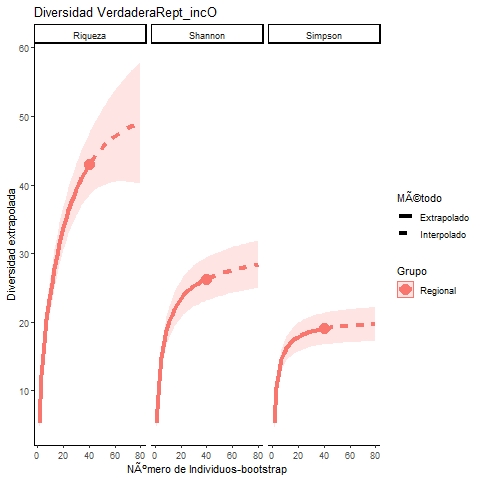 Diversidad VerdaderaRept_incO
Riqueza
Shannon
Simpson
60
50
40
30
20
10
Diversidad extrapolada
0 20 40 60 80
0 20 40 60 80
0 20 40 60 80
NÃºmero de Individuos-bootstrap
MÃ©todo
Extrapolado
Interpolado
Grupo
Regional